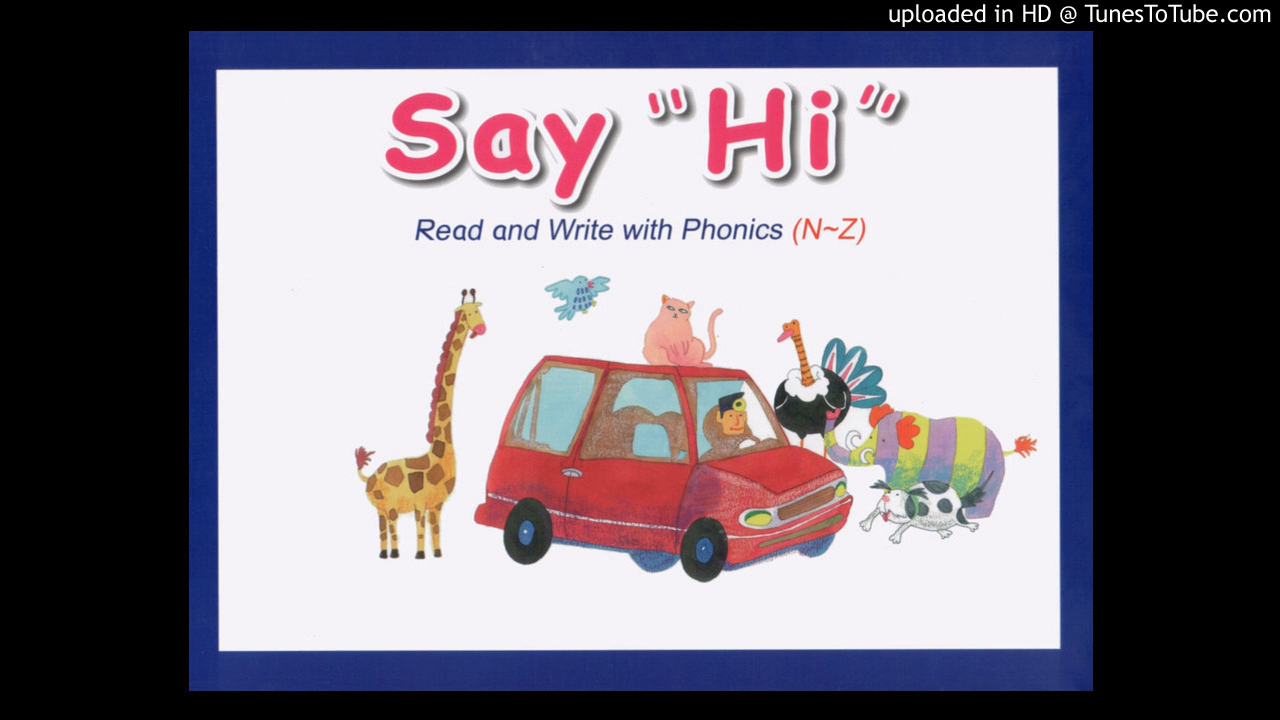 uploaded in HD @ TunesToTube.com
Say "Hi"
Read and Write with Phonics (N~Z)